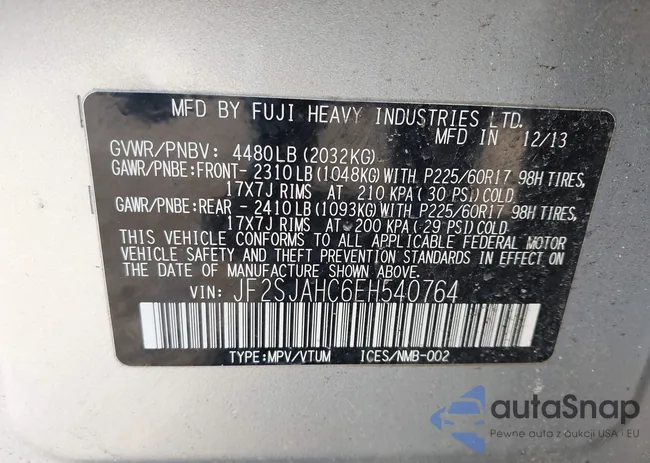 MFD BY FUJI HEAVY INDUSTRIES LTD.
MFD IN 12/13
GVWR/PNBV: 4480LB(2032KG)
GAWR/PNBE:FRONT- 2310LB(1048KG)WITH P225/60R17 98H TIRES,
17X7J RIMS AT 210 KPA(30 PSI)COLD.
GAWR/PNBE:REAR - 2410LB(1093KG)WITH P225/60R17 98H TIRES,
17X7J RIMS AT 200 KPA(29 PSI)COLD.
THIS VEHICLE CONFORMS TO ALL APPLICABLE FEDERAL MOTOR
VEHICLE SAFETY AND THEFT PREVENTION STANDARDS IN EFFECT
ON THE DATE OF MANUFACTURE SHOWN ABOVE.
VIN: JF2SJAHC6EH540764
TYPE:MPV/VTUM ICES/NMB-002
autaSnap
Pewne auta z aukcji USA i EU